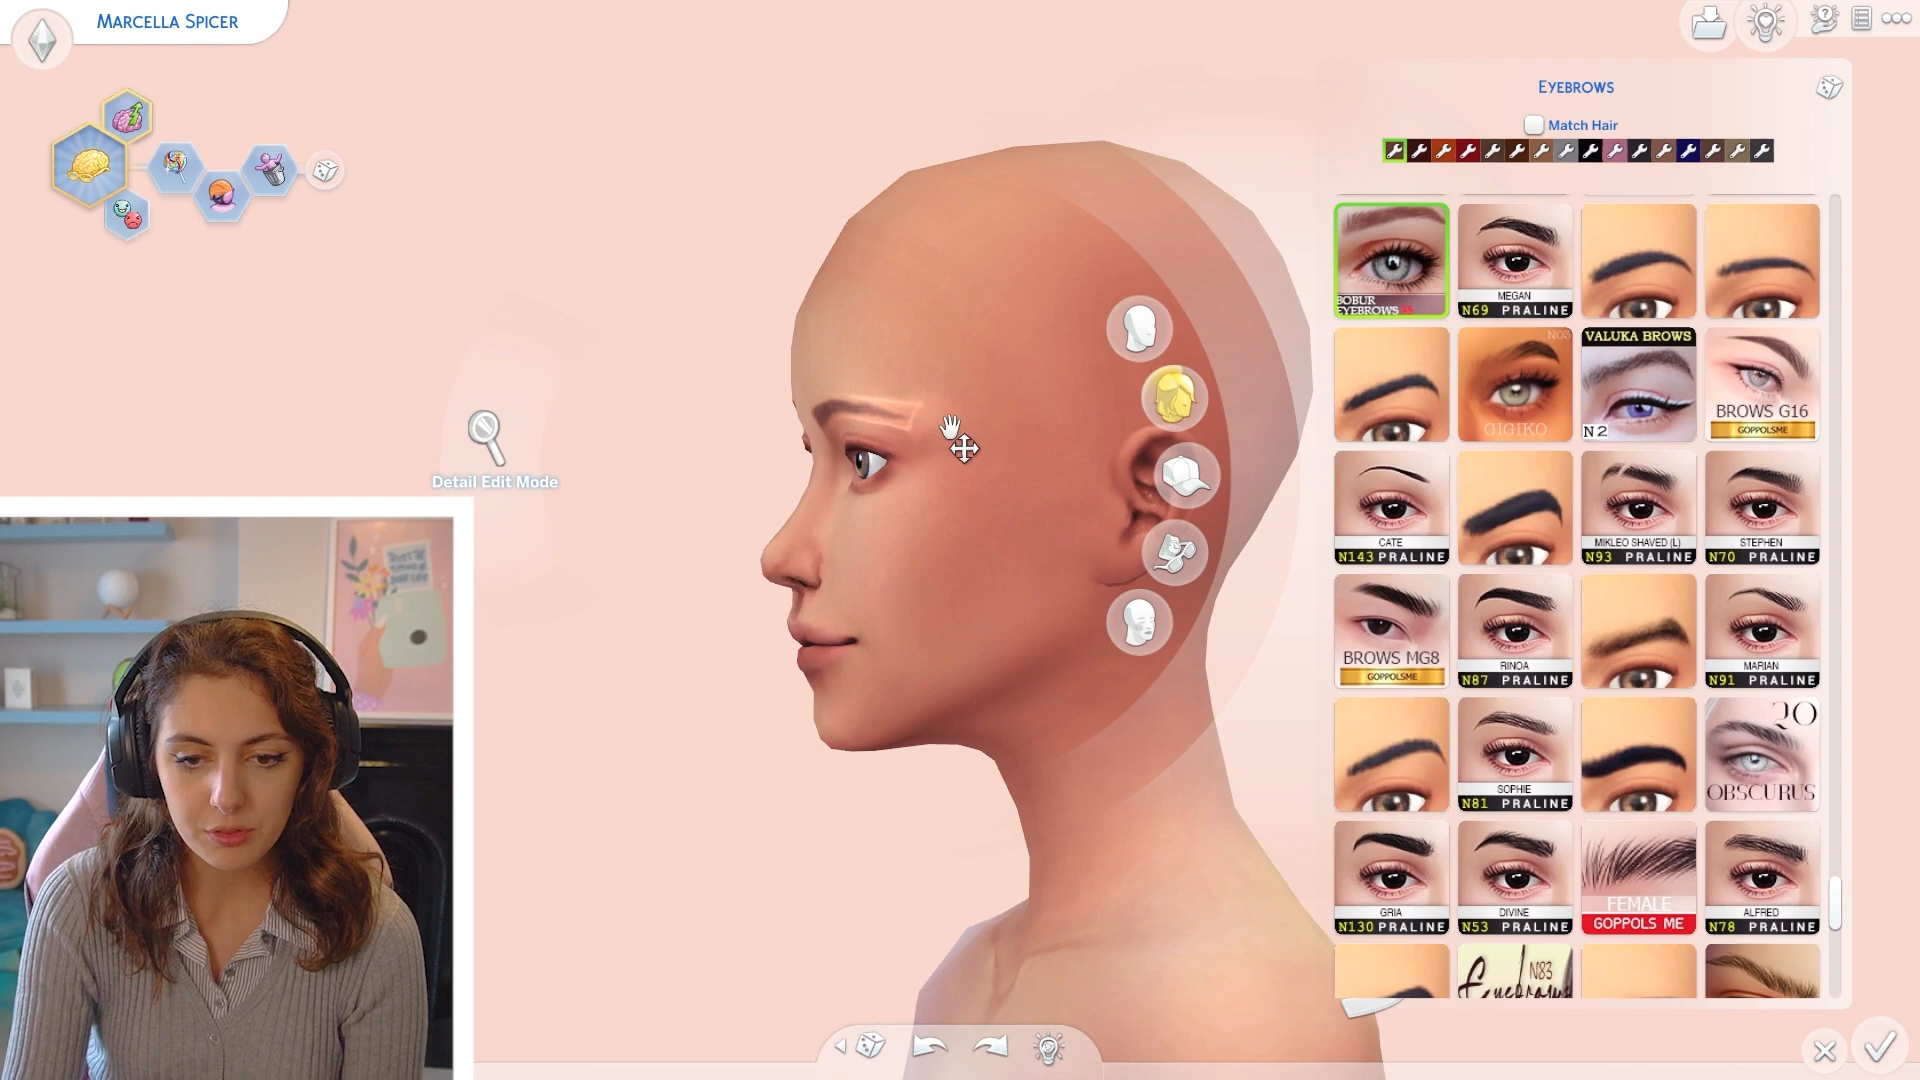 MARCELLA SPICER
EYEBROWS
Match Hair
BOBUR
EYEBROWS
MEGAN
N69 PRALINE
N03
GIGIKO
VALUKA BROWS
N2
BROWS G16
GOPPOLSME
CATE
N143 PRALINE
MIKLEO SHAVED (L)
N93 PRALINE
STEPHEN
N70 PRALINE
BROWS MG8
GOPPOLSME
RINOA
N87 PRALINE
MARIAN
N91 PRALINE
SOPHIE
N81 PRALINE
OBSCURUS
GRIA
N130 PRALINE
DIVINE
N53 PRALINE
FEMALE
GOPPOLS ME
ALFRED
N78 PRALINE
N83
Eyebrows
Detail Edit Mode